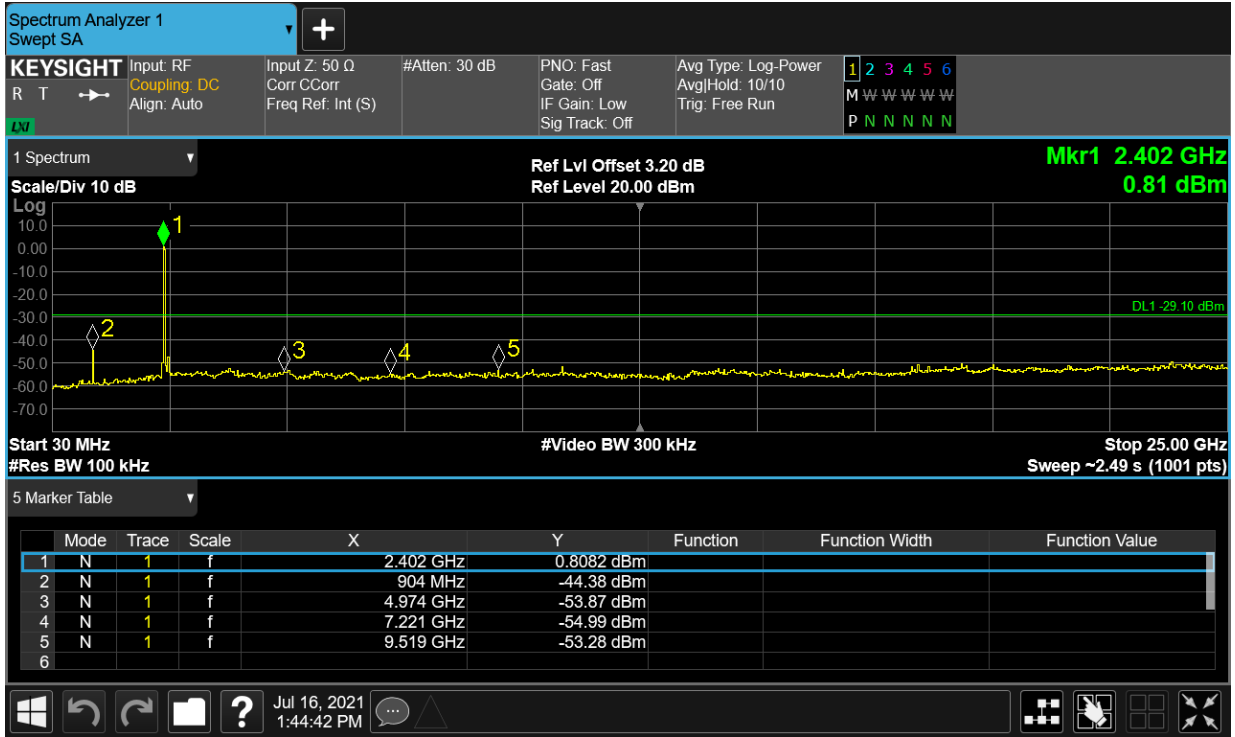 Spectrum Analyzer 1
Swept SA
KEYSIGHT
R T
LXI
Input: RF
Coupling: DC
Align: Auto
Input Z: 50 Ω
Corr CCorr
Freq Ref: Int (S)
#Atten: 30 dB
PNO: Fast
Gate: Off
IF Gain: Low
Sig Track: Off
Avg Type: Log-Power
Avg|Hold: 10/10
Trig: Free Run
1 2 3 4 5 6
M W W W W W
P N N N N N
1 Spectrum
Scale/Div 10 dB
Ref Lvl Offset 3.20 dB
Ref Level 20.00 dBm
Mkr1 2.402 GHz
0.81 dBm
Log
10.0
0.00
-10.0
-20.0
-30.0
-40.0
-50.0
-60.0
-70.0
1
2
3
4
5
DL1 -29.10 dBm
Start 30 MHz
#Video BW 300 kHz
Stop 25.00 GHz
#Res BW 100 kHz
Sweep ~2.49 s (1001 pts)
5 Marker Table
Mode Trace Scale X Y Function Function Width Function Value
1 N 1 f 2.402 GHz 0.8082 dBm
2 N 1 f 904 MHz -44.38 dBm
3 N 1 f 4.974 GHz -53.87 dBm
4 N 1 f 7.221 GHz -54.99 dBm
5 N 1 f 9.519 GHz -53.28 dBm
6
?
Jul 16, 2021
1:44:42 PM